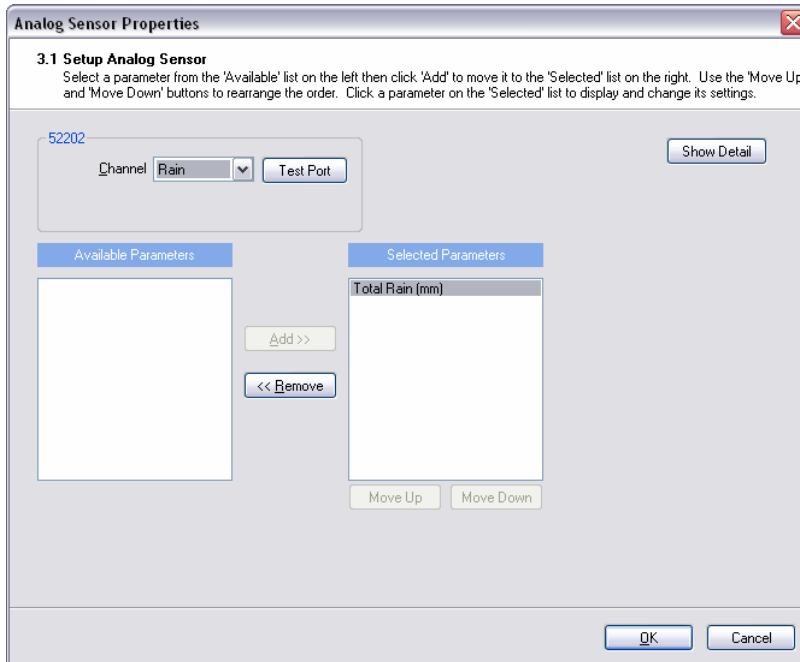 Analog Sensor Properties
3.1 Setup Analog Sensor
Select a parameter from the 'Available' list on the left then click 'Add' to move it to the 'Selected' list on the right. Use the 'Move Up
and 'Move Down' buttons to rearrange the order. Click a parameter on the 'Selected' list to display and change its settings.
52202
Channel Rain Test Port
Show Detail
Available Parameters Selected Parameters
Total Rain (mm)
Add >>
<< Remove
Move Up Move Down
OK Cancel